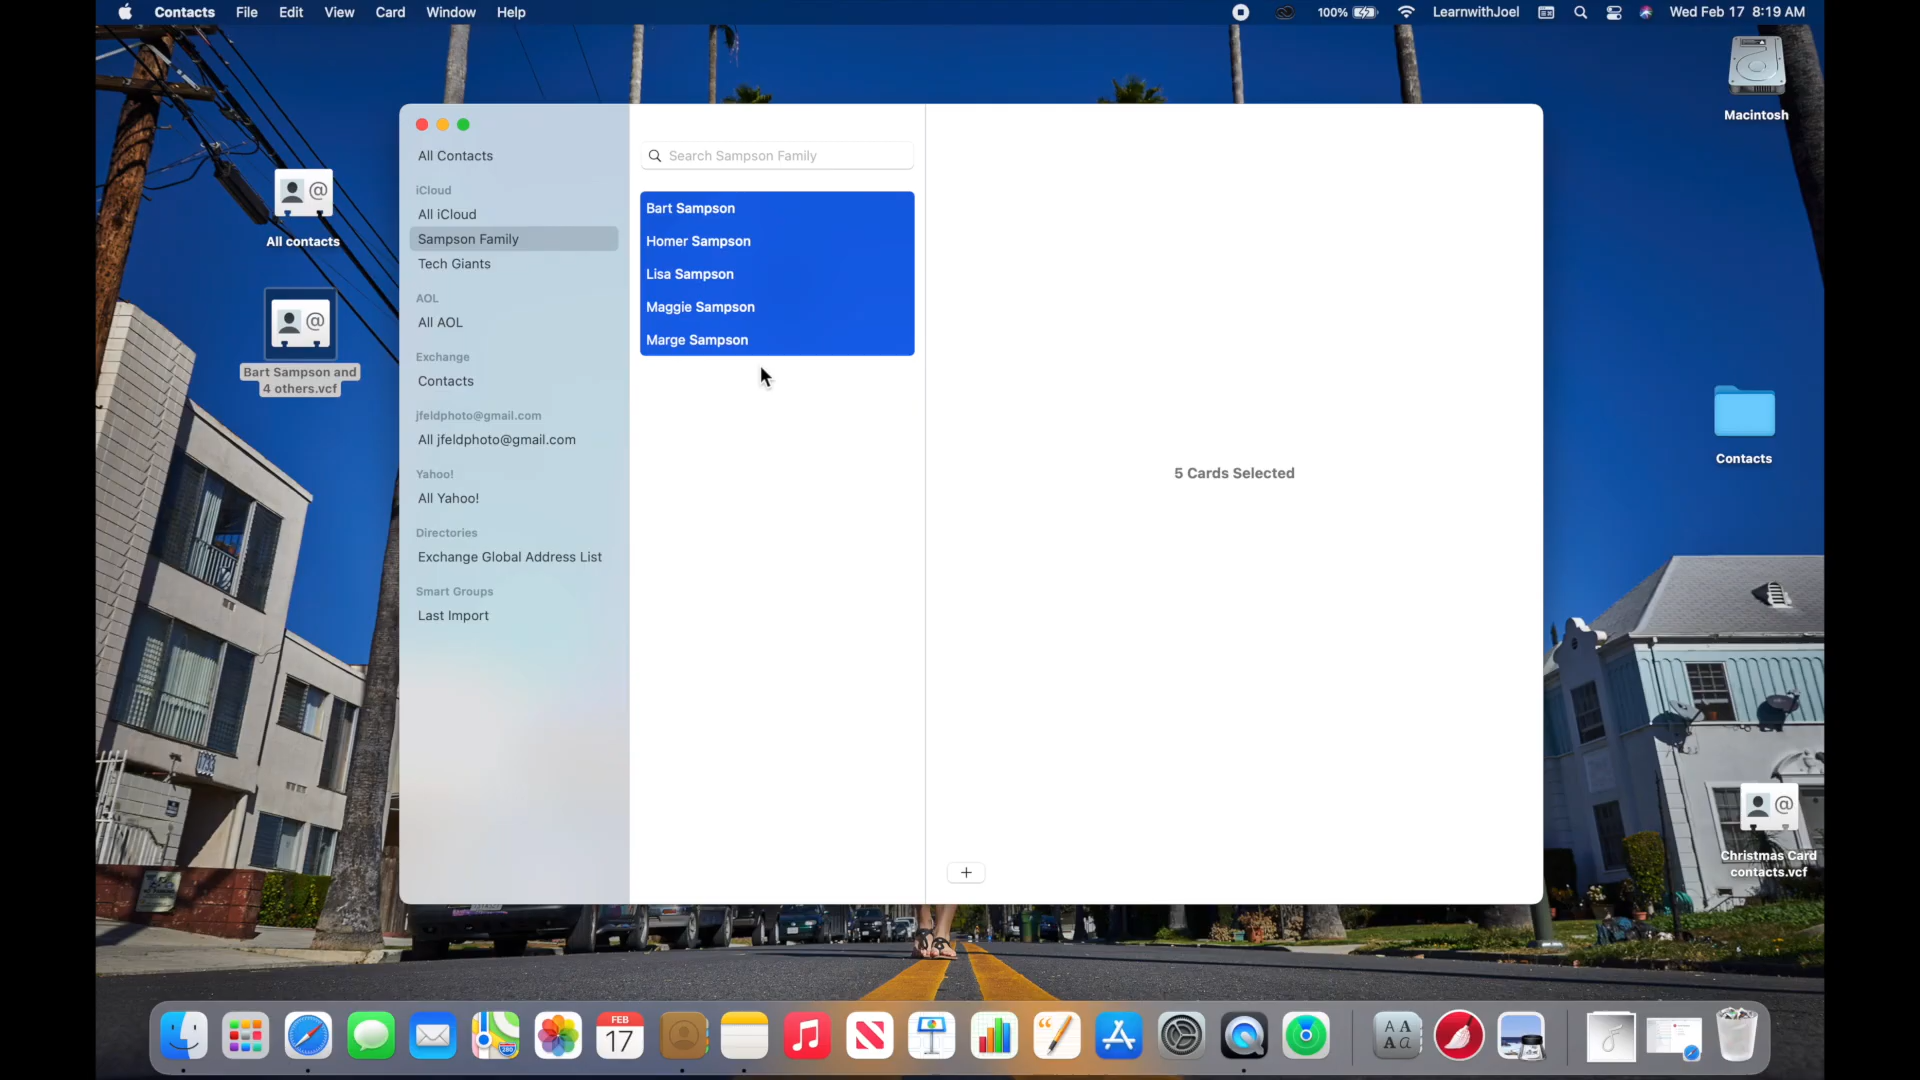 Contacts File Edit View Card Window Help
100% LearnwithJoel Wed Feb 17 8:19 AM
Macintosh
All contacts
Bart Sampson and
4 others.vcf
All Contacts
iCloud
All iCloud
Sampson Family
Tech Giants
AOL
All AOL
Exchange
Contacts
jfeldphoto@gmail.com
All jfeldphoto@gmail.com
Yahoo!
All Yahoo!
Directories
Exchange Global Address List
Smart Groups
Last Import
Search Sampson Family
Bart Sampson
Homer Sampson
Lisa Sampson
Maggie Sampson
Marge Sampson
5 Cards Selected
Contacts
Christmas Card
contacts.vcf
FEB
17